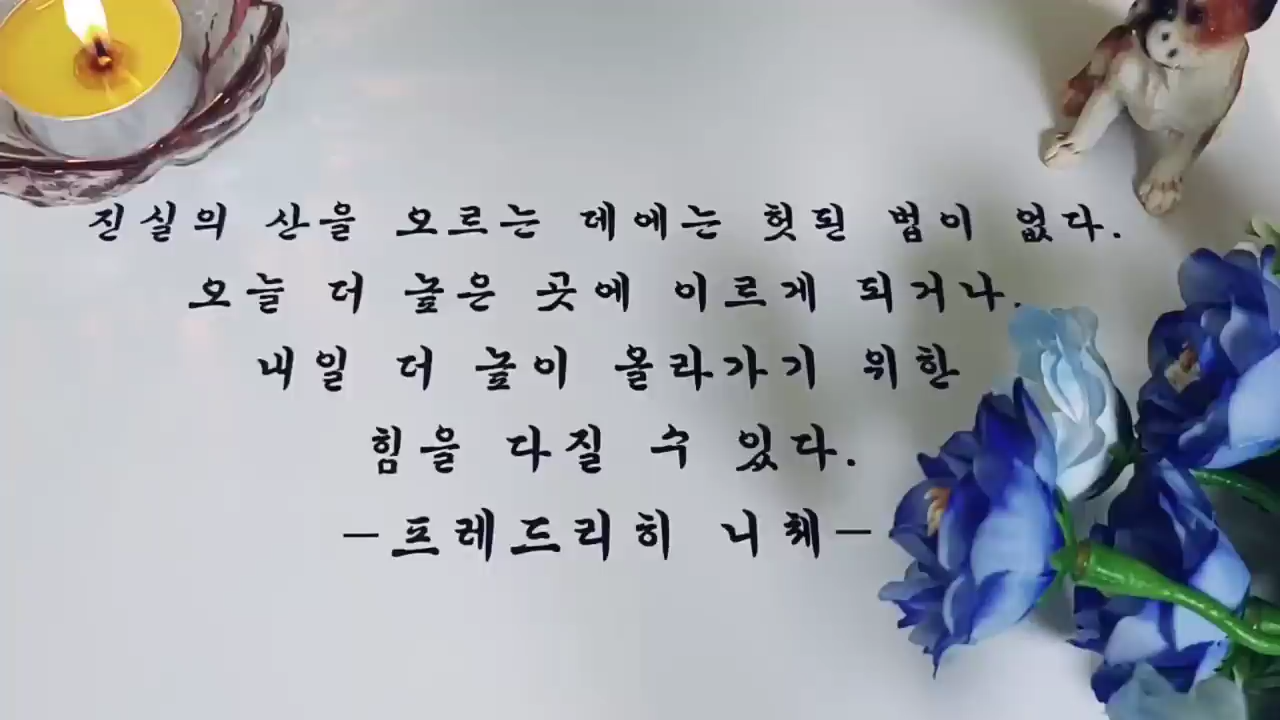 진실의 산을 오르는 데에는 헛된 법이 없다.
오늘 더 높은 곳에 이르게 되거나.
내일 더 높이 올라가기 위한
힘을 다질 수 있다.
-프레드리히 니체-